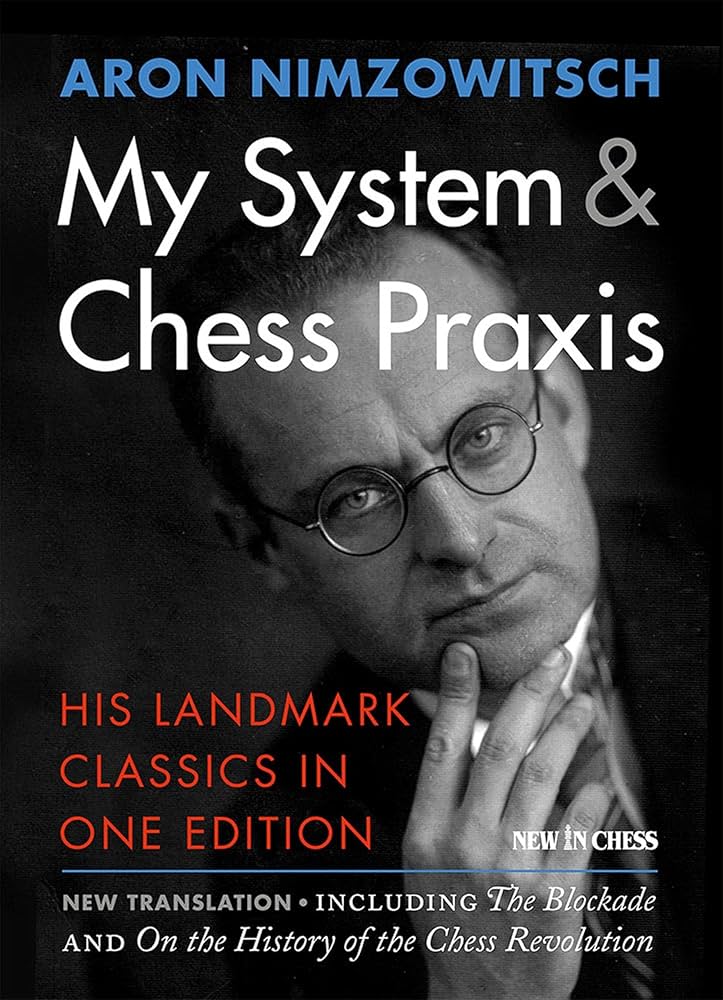 ARON NIMZOWITSCH
My System &
Chess Praxis
HIS LANDMARK
CLASSICS IN
ONE EDITION
NEW IN CHESS
NEW TRANSLATION • INCLUDING The Blockade
AND On the History of the Chess Revolution